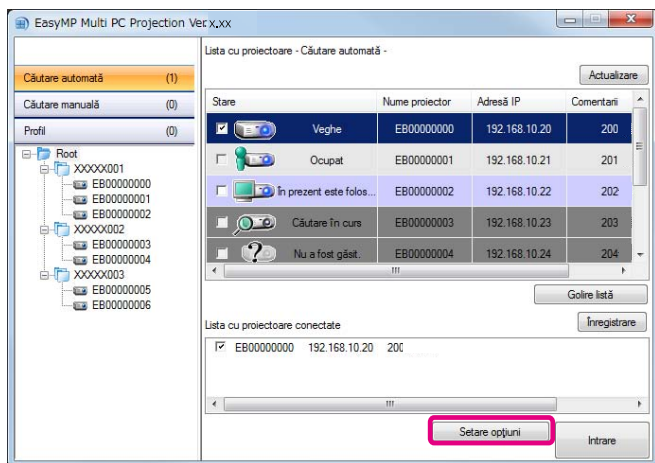 EasyMP Multi PC Projection Ver x.xx
Lista cu proiectoare - Căutare automată -
Căutare automată (1)
Actualizare
Căutare manuală (0)
Profil (0)
Root
XXXXX001
EB00000000
EB00000001
EB00000002
XXXXX002
EB00000003
EB00000004
XXXXX003
EB00000005
EB00000006
Stare Nume proiector Adresă IP Comentarii
Veghe EB00000000 192.168.10.20 200
Ocupat EB00000001 192.168.10.21 201
În prezent este folos... EB00000002 192.168.10.22 202
Căutare în curs EB00000003 192.168.10.23 203
Nu a fost găsit. EB00000004 192.168.10.24 204
Golire listă
Lista cu proiectoare conectate
Înregistrare
EB00000000 192.168.10.20 200
Setare opţiuni
Intrare